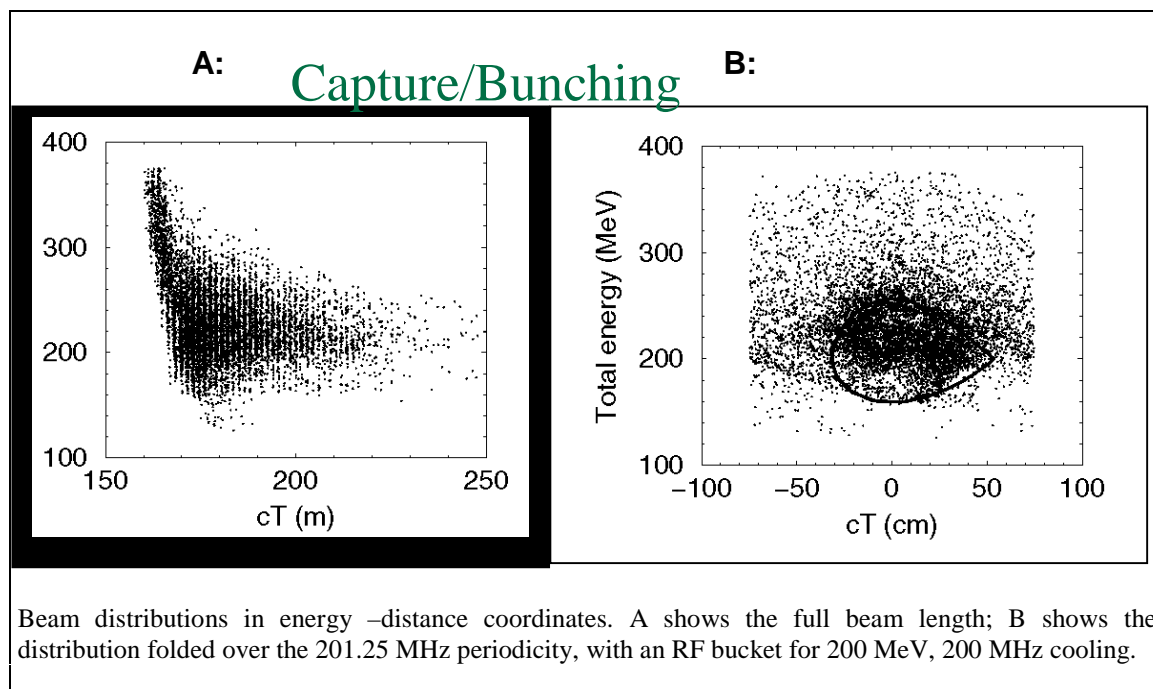 A:
B:
Capture/Bunching
400
300
200
100
150
200
250
cT (m)
Total energy (MeV)
400
300
200
100
−100
−50
0
50
100
cT (cm)
Beam distributions in energy –distance coordinates. A shows the full beam length; B shows the
distribution folded over the 201.25 MHz periodicity, with an RF bucket for 200 MeV, 200 MHz cooling.